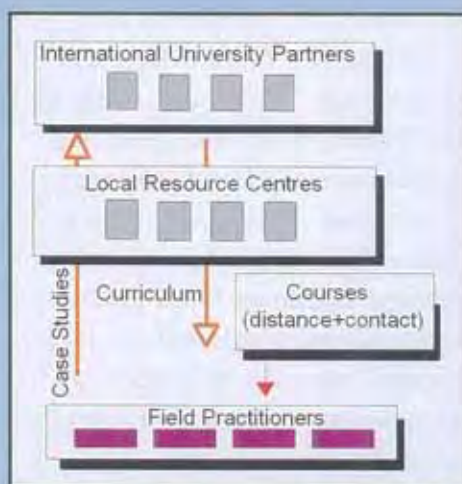 International University Partners
Local Resource Centres
Case Studies
Curriculum
Courses
(distance+contact)
Field Practitioners